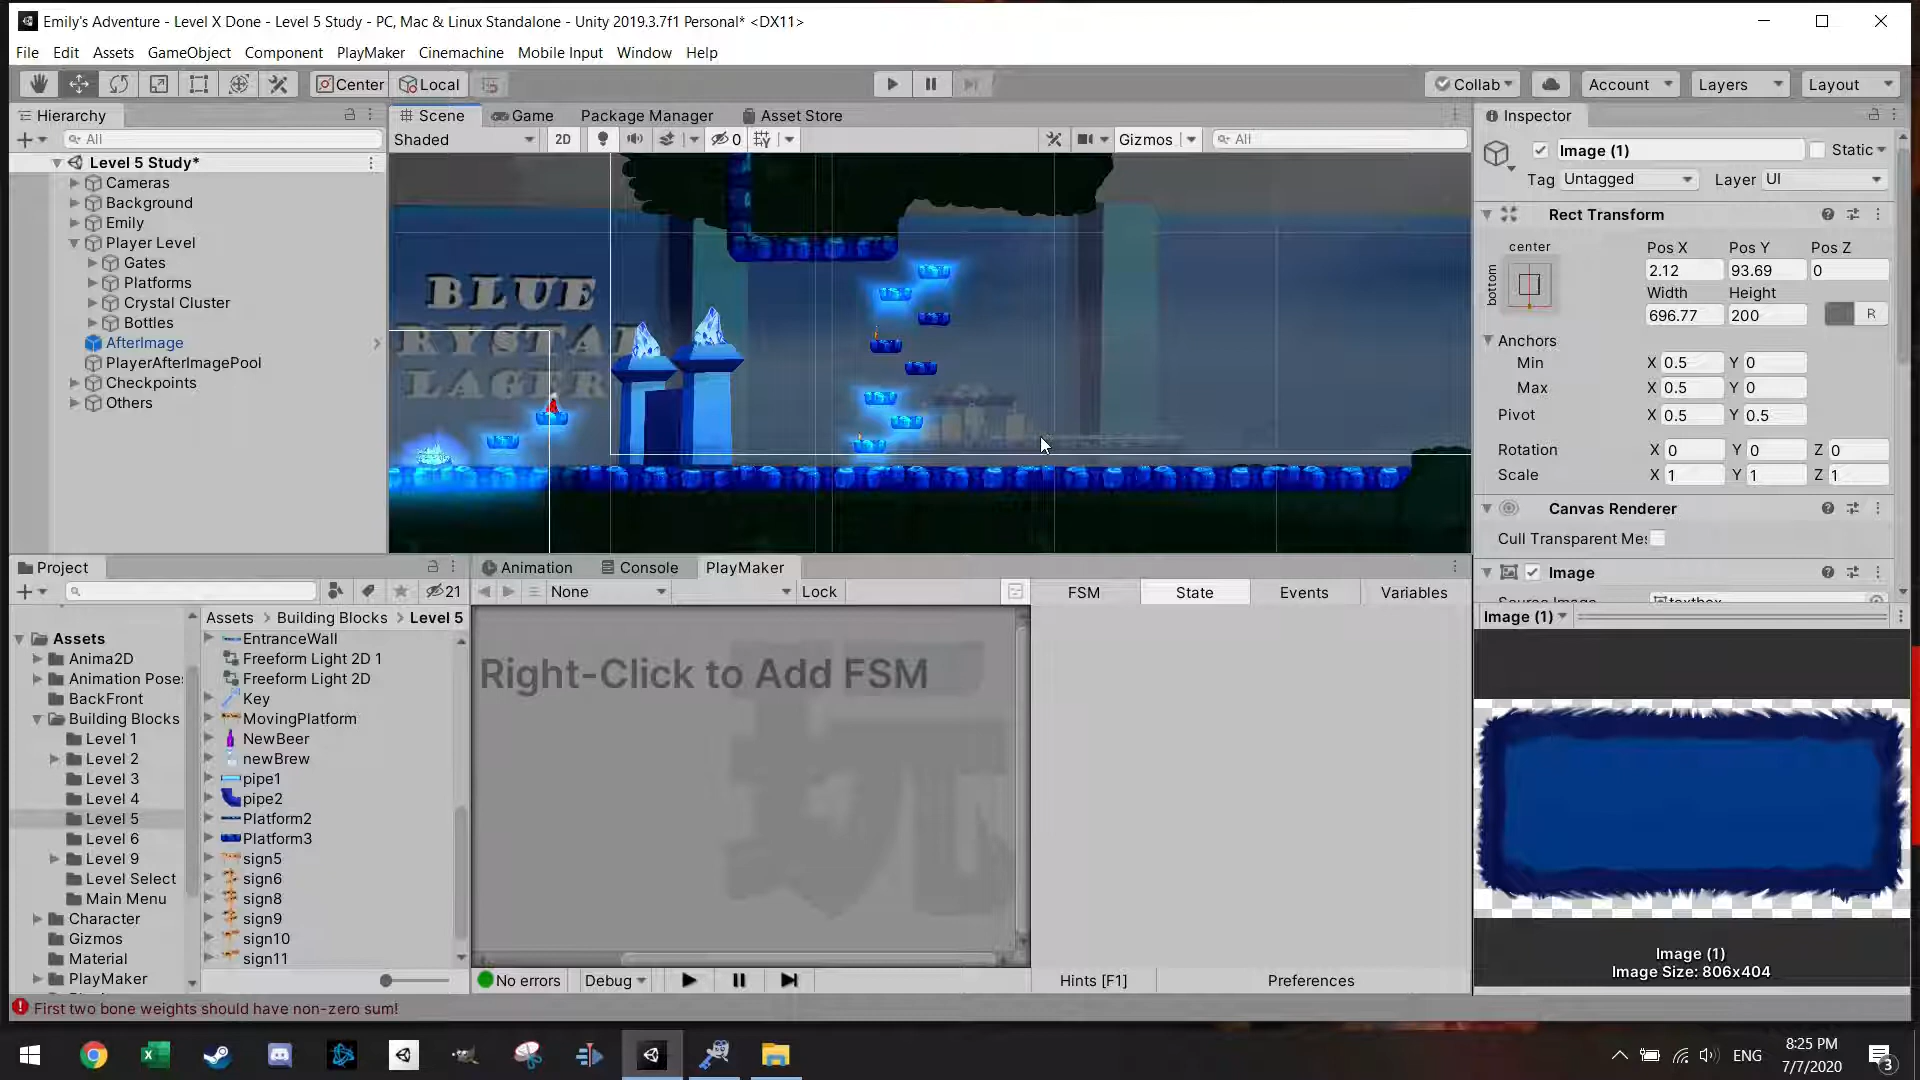 Emily's Adventure - Level X Done - Level 5 Study - PC, Mac & Linux Standalone - Unity 2019.3.7f1 Personal* <DX11>
File Edit Assets GameObject Component PlayMaker Cinemachine Mobile Input Window Help
Center Local Collab Account Layers Layout
Hierarchy
All
Level 5 Study*
Cameras
Background
Emily
Player Level
Gates
Platforms
Crystal Cluster
Bottles
AfterImage
PlayerAfterImagePool
Checkpoints
Others
Scene Game Package Manager Asset Store
Shaded 2D 0 Gizmos All
BLUE
LAGER
Inspector
Image (1) Static
Tag Untagged Layer UI
Rect Transform
center Pos X Pos Y Pos Z
bottom 2.12 93.69 0
Width Height
696.77 200 R
Anchors
Min X 0.5 Y 0
Max X 0.5 Y 0
Pivot X 0.5 Y 0.5
Rotation X 0 Y 0 Z 0
Scale X 1 Y 1 Z 1
Canvas Renderer
Cull Transparent Me
Image
Source Image textbox
Image (1)
Image (1)
Image Size: 806x404
Project
21
Assets
Anima2D
Animation Pose
BackFront
Building Blocks
Level 1
Level 2
Level 3
Level 4
Level 5
Level 6
Level 9
Level Select
Main Menu
Character
Gizmos
Material
PlayMaker
Assets > Building Blocks > Level 5
EntranceWall
Freeform Light 2D 1
Freeform Light 2D
Key
MovingPlatform
NewBeer
newBrew
pipe1
pipe2
Platform2
Platform3
sign5
sign6
sign8
sign9
sign10
sign11
Animation Console PlayMaker
None Lock FSM State Events Variables
Right-Click to Add FSM
No errors Debug Hints [F1] Preferences
First two bone weights should have non-zero sum!
ENG
8:25 PM
7/7/2020
3